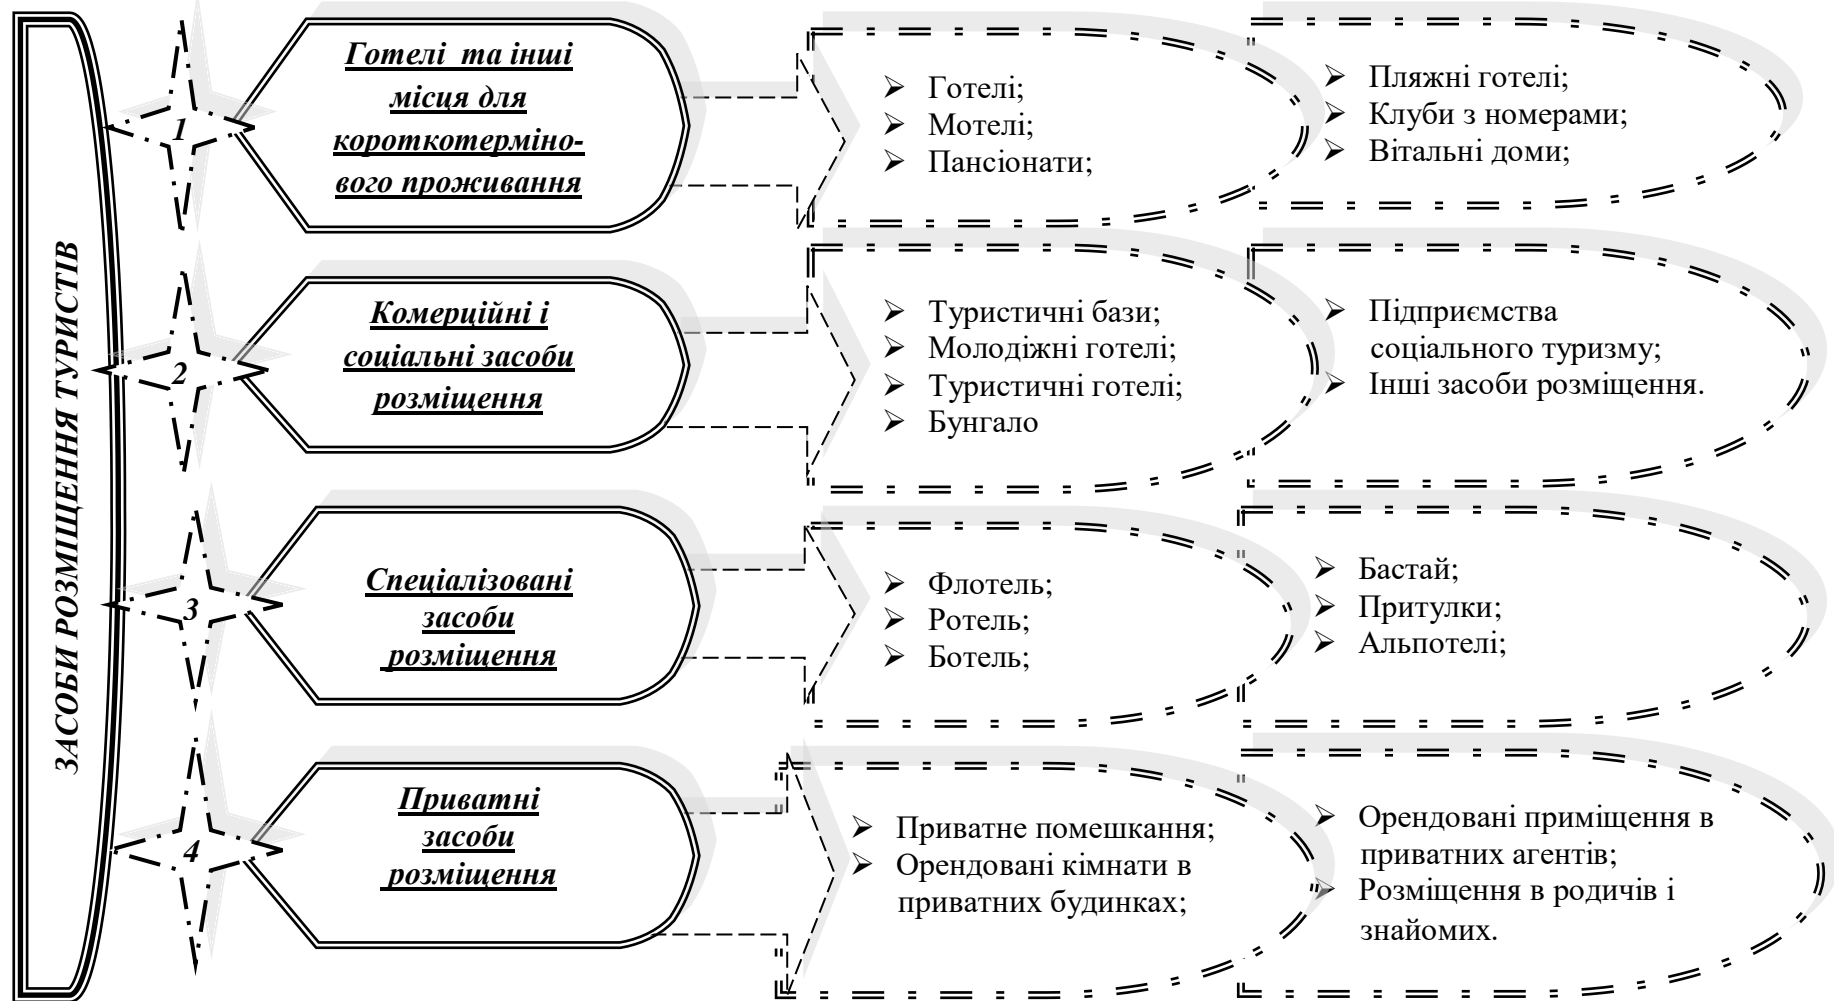 ЗАСОБИ РОЗМІЩЕННЯ ТУРИСТІВ
1
Готелі та інші
місця для
короткотерміно-
вого проживання
➢ Готелі;
➢ Мотелі;
➢ Пансіонати;
➢ Пляжні готелі;
➢ Клуби з номерами;
➢ Вітальні доми;
2
Комерційні і
соціальні засоби
розміщення
➢ Туристичні бази;
➢ Молодіжні готелі;
➢ Туристичні готелі;
➢ Бунгало
➢ Підприємства
соціального туризму;
➢ Інші засоби розміщення.
3
Спеціалізовані
засоби
розміщення
➢ Флотель;
➢ Ротель;
➢ Ботель;
➢ Бастай;
➢ Притулки;
➢ Альпотелі;
4
Приватні
засоби
розміщення
➢ Приватне помешкання;
➢ Орендовані кімнати в
приватних будинках;
➢ Орендовані приміщення в
приватних агентів;
➢ Розміщення в родичів і
знайомих.